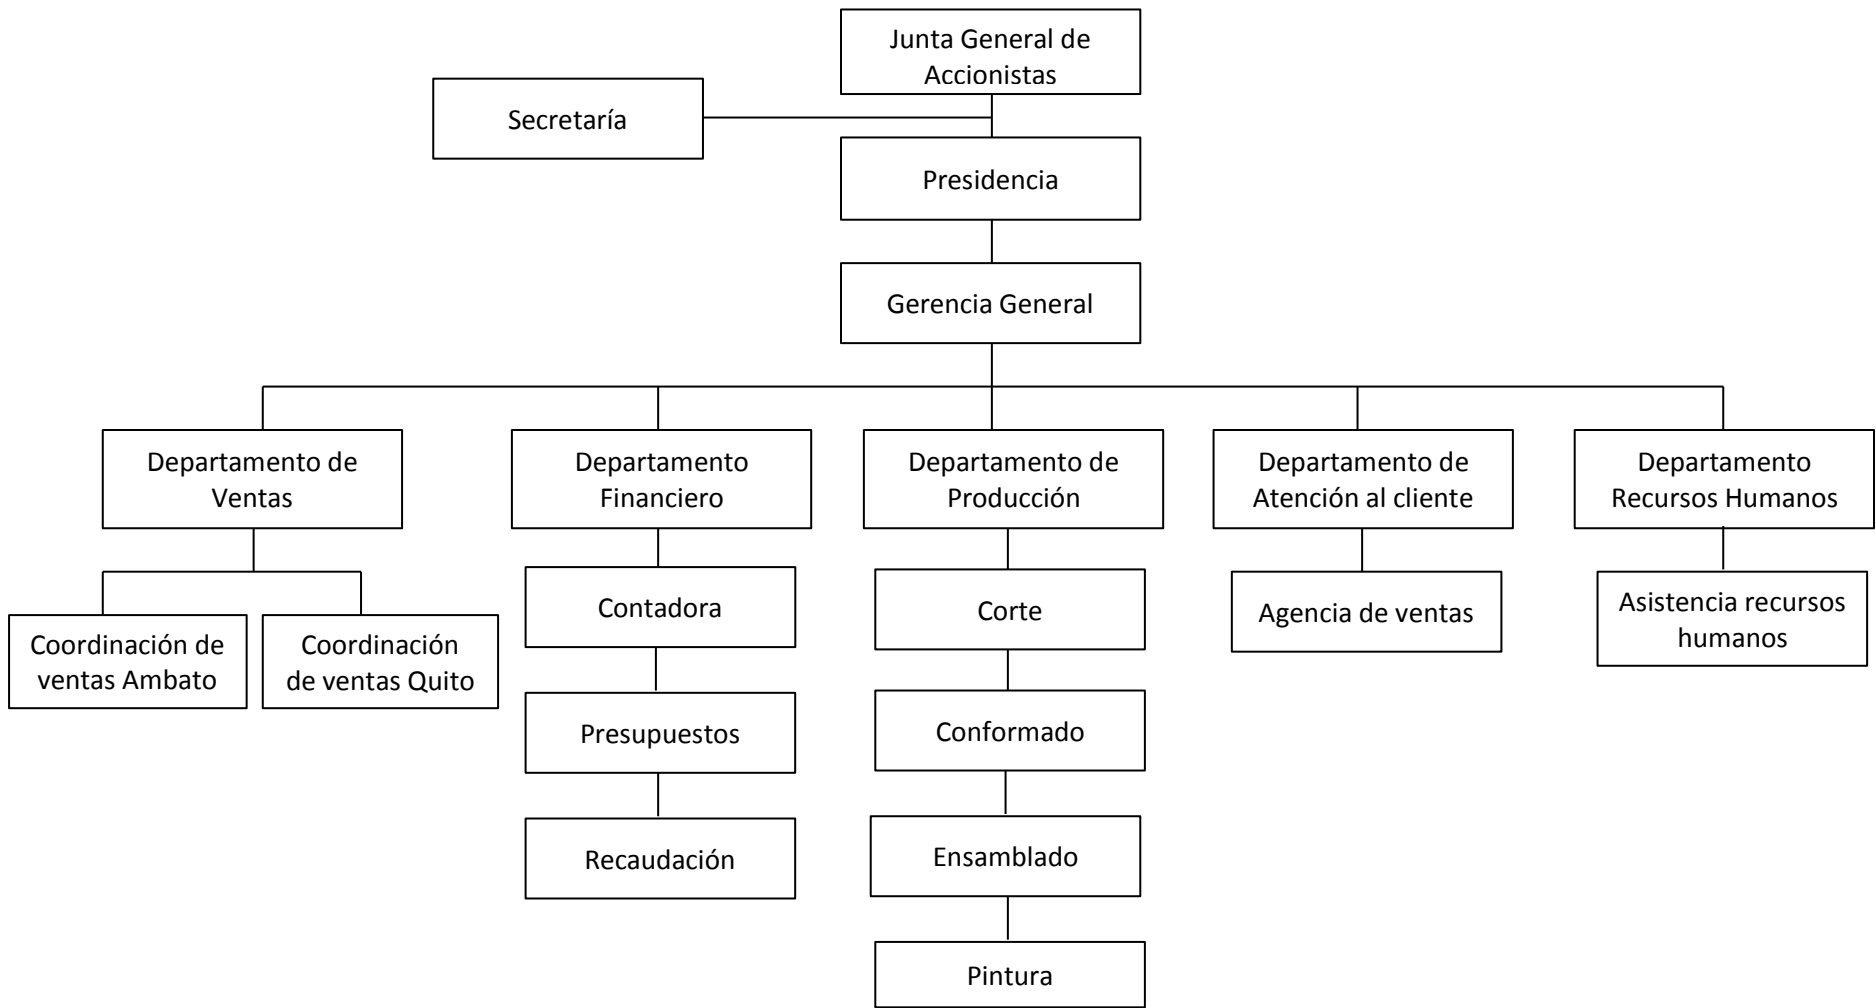 Junta General de
Accionistas
Secretaría
Presidencia
Gerencia General
Departamento de
Ventas
Departamento
Financiero
Departamento de
Producción
Departamento de
Atención al cliente
Departamento
Recursos Humanos
Coordinación de
ventas Ambato
Coordinación
de ventas Quito
Contadora
Presupuestos
Recaudación
Corte
Conformado
Ensamblado
Pintura
Agencia de ventas
Asistencia recursos
humanos